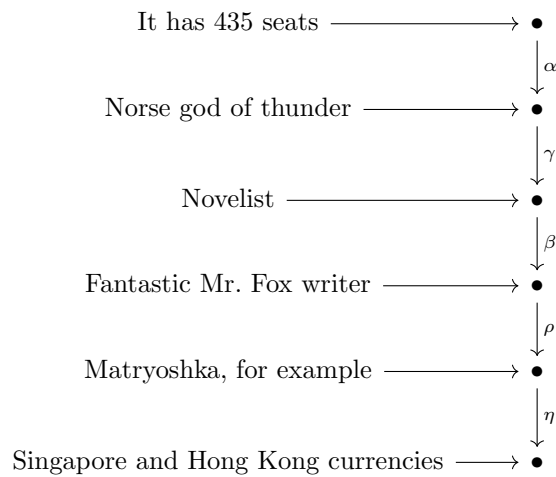 It has 435 seats
α
Norse god of thunder
γ
Novelist
β
Fantastic Mr. Fox writer
ρ
Matryoshka, for example
η
Singapore and Hong Kong currencies